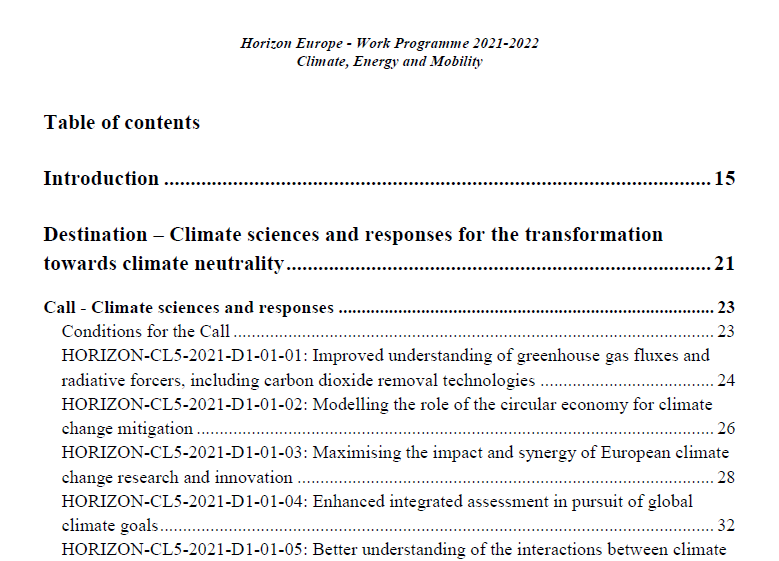 Horizon Europe - Work Programme 2021-2022
Climate, Energy and Mobility
Table of contents
Introduction ........................................................................................................ 15
Destination – Climate sciences and responses for the transformation
towards climate neutrality................................................................................ 21
Call - Climate sciences and responses ................................................................................... 23
Conditions for the Call .......................................................................................................... 23
HORIZON-CL5-2021-D1-01-01: Improved understanding of greenhouse gas fluxes and
radiative forcers, including carbon dioxide removal technologies ...................................... 24
HORIZON-CL5-2021-D1-01-02: Modelling the role of the circular economy for climate
change mitigation .................................................................................................................. 26
HORIZON-CL5-2021-D1-01-03: Maximising the impact and synergy of European climate
change research and innovation ............................................................................................ 28
HORIZON-CL5-2021-D1-01-04: Enhanced integrated assessment in pursuit of global
climate goals.......................................................................................................................... 32
HORIZON-CL5-2021-D1-01-05: Better understanding of the interactions between climate